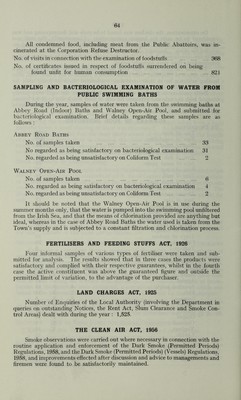 64
All condemned food, including meat from the Public Abattoirs, was in-
cinerated at the Corporation Refuse Destructor.
No. of visits in connection with the examination of foodstuffs 368
No. of certificates issued in respect of foodstuffs surrendered on being
found unfit for human consumption 821
SAMPLING AND BACTERIOLOGICAL EXAMINATION OF WATER FROM
PUBLIC SWIMMING BATHS
During the year, samples of water were taken from the swimming baths at
Abbey Road (Indoor) Baths and Walney Open-Air Pool, and submitted for
bacteriological examination. Brief details regarding these samples are as
follows :
ABBEY ROAD BATHS
No. of samples taken 33
No regarded as being satisfactory on bacteriological examination 31
No. regarded as being unsatisfactory on Coliform Test 2
WALNEY OPEN-AIR POOL
No. of samples taken 6
No. regarded as being satisfactory on bacteriological examination 4
No. regarded as being unsatisfactory on Coliform Test 2
It should be noted that the Walney Open-Air Pool is in use during the
summer months only, that the water is pumped into the swimming pool unfiltered
from the Irish Sea, and that the means of chlorination provided are anything but
ideal, whereas in the case of Abbey Road Baths the water used is taken from the
Town's supply and is subjected to a constant filtration and chlorination process.
FERTILISERS AND FEEDING STUFFS ACT, 1926
Four informal samples of various types of fertiliser were taken and sub-
mitted for analysis. The results showed that in three cases the products were
satisfactory and complied with their respective guarantees, whilst in the fourth
case the active constituent was above the guaranteed figure and outside the
permitted limit of variation, to the advantage of the purchaser.
LAND CHARGES ACT, 1925
Number of Enquiries of the Local Authority (involving the Department in
queries on outstanding Notices, the Rent Act, Slum Clearance and Smoke Con-
trol Areas) dealt with during the year : 1,828.
THE CLEAN AIR ACT, 1956
Smoke observations were carried out where necessary in connection with the
routine application and enforcement of the Dark Smoke (Permitted Periods)
Regulations, 1958, and the Dark Smoke (Permitted Periods) (Vessels) Regulations,
1958, and improvements effected after discussion and advice to managements and
firemen were found to be satisfactorily maintained.